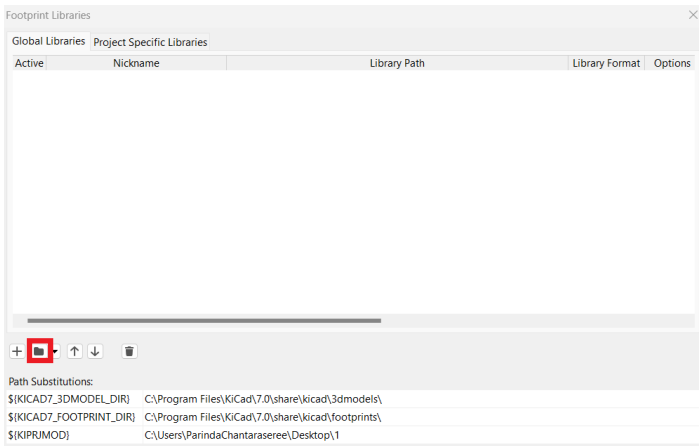 Footprint Libraries
Global Libraries Project Specific Libraries
Active Nickname Library Path Library Format Options
Path Substitutions:
${KICAD7_3DMODEL_DIR} C:\Program Files\KiCad\7.0\share\kicad\3dmodels\
${KICAD7_FOOTPRINT_DIR} C:\Program Files\KiCad\7.0\share\kicad\footprints\
${KIPRJMOD} C:\Users\ParindaChantaraseree\Desktop\1